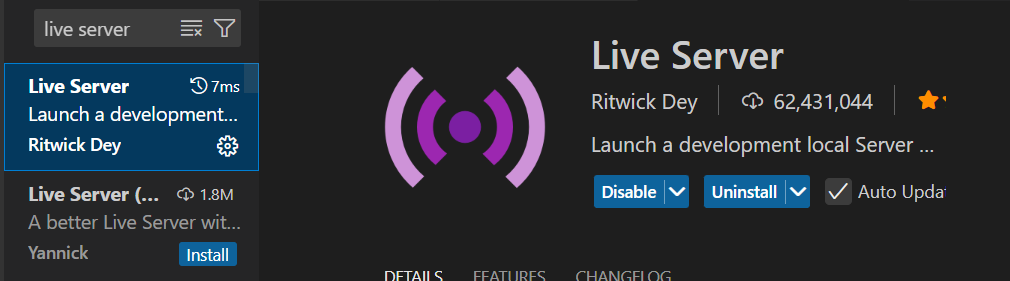 live server
Live Server 7ms
Launch a development...
Ritwick Dey
Live Server (... 1.8M
A better Live Server wit...
Yannick Install
Live Server
Ritwick Dey 62,431,044
Launch a development local Server ...
Disable Uninstall Auto Updat
DETAILS FEATURES CHANGELOG